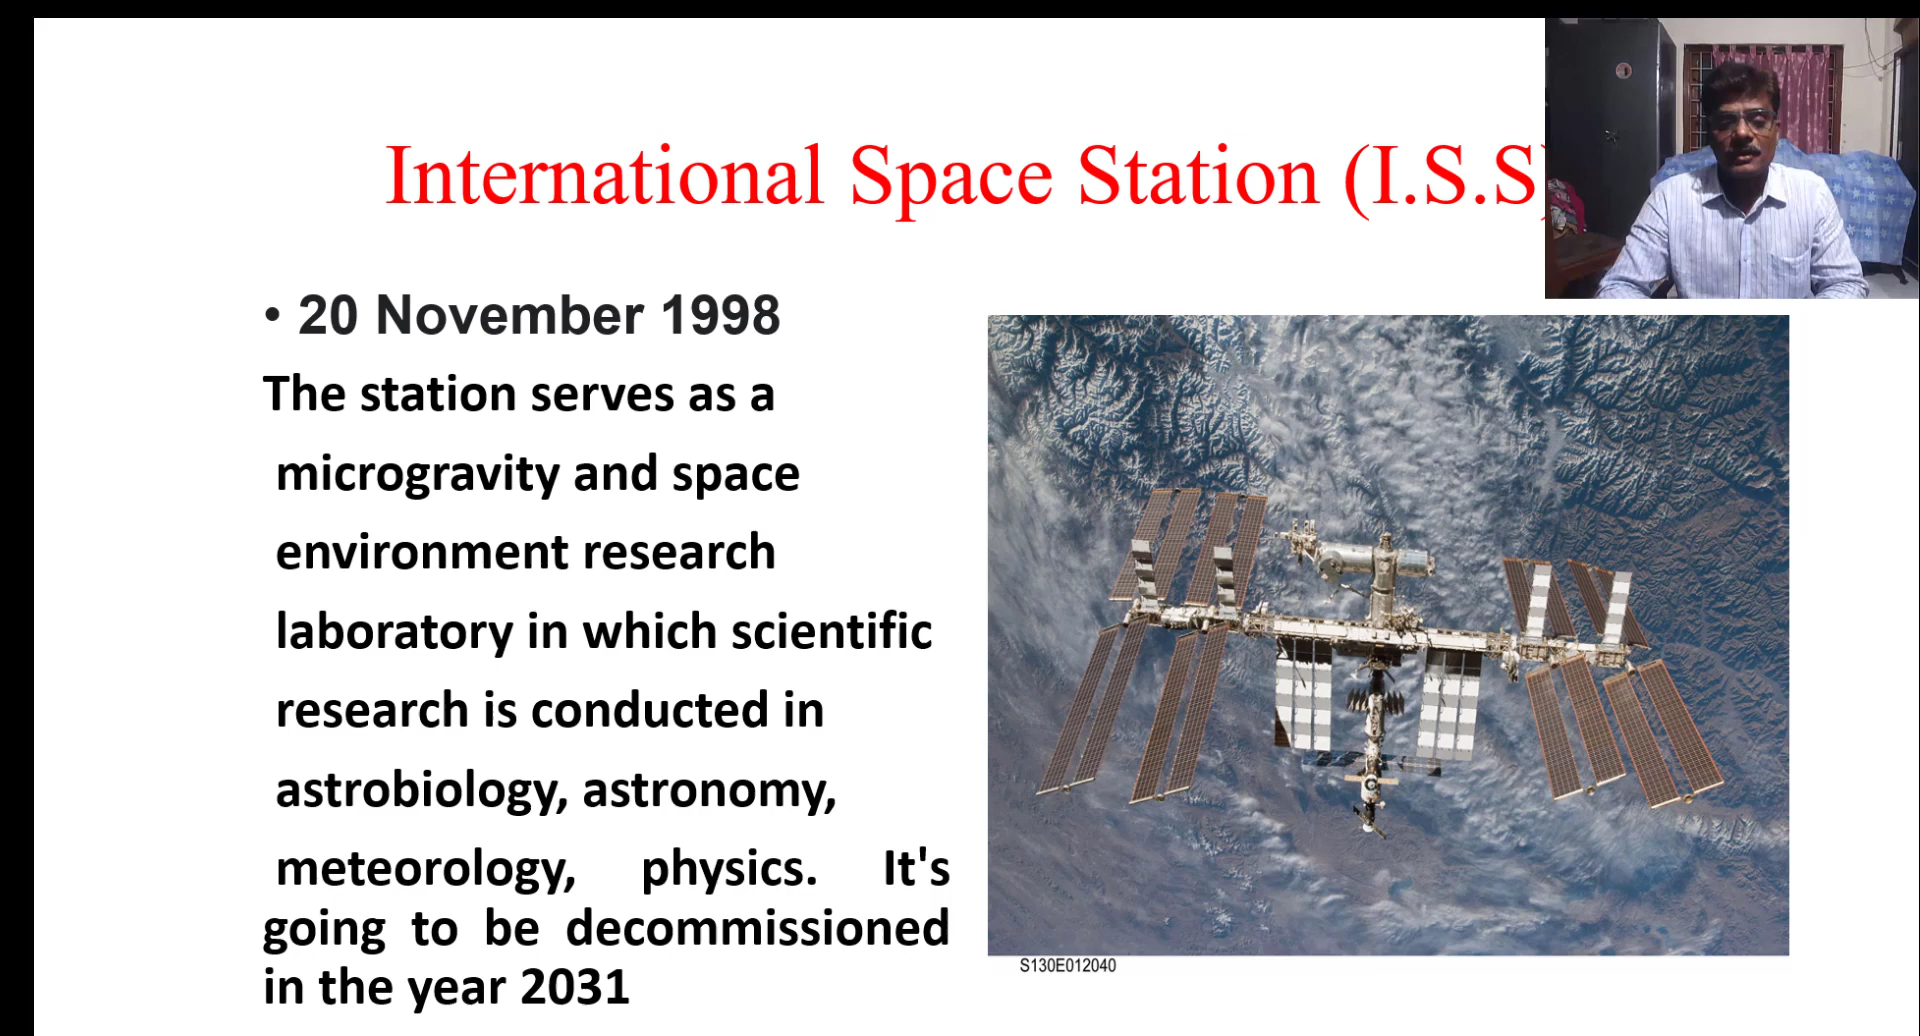 International Space Station (I.S.S)
• 20 November 1998
The station serves as a
microgravity and space
environment research
laboratory in which scientific
research is conducted in
astrobiology, astronomy,
meteorology, physics. It's
going to be decommissioned
in the year 2031
S130E012040